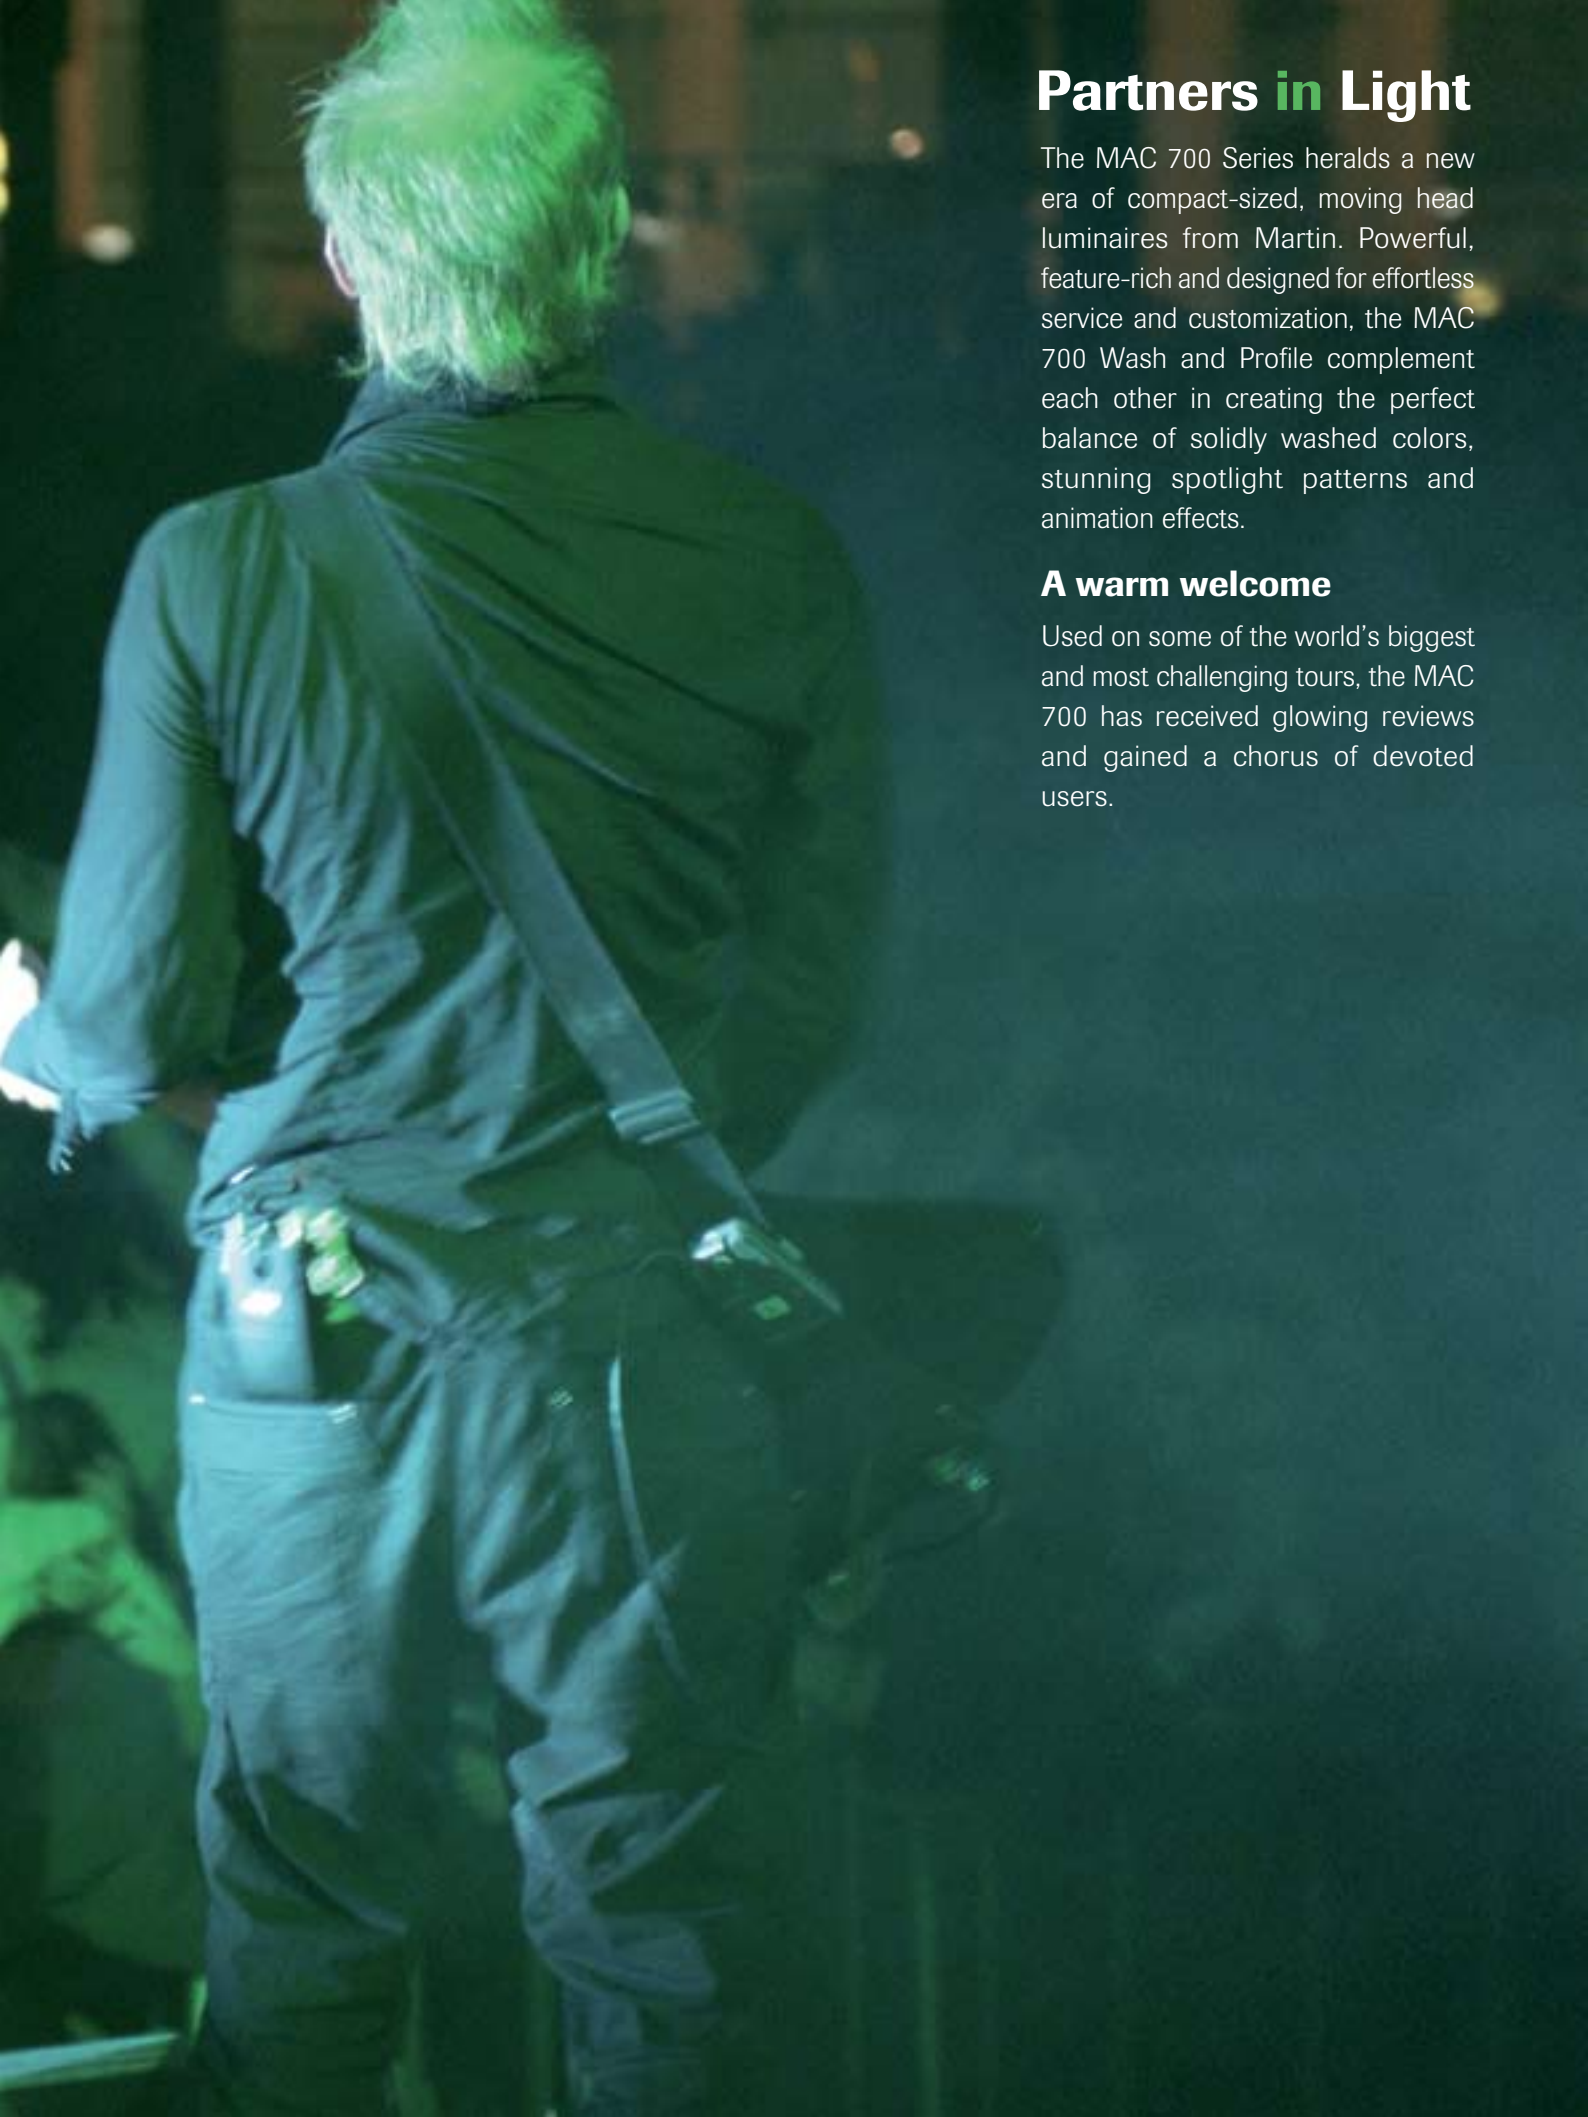 Partners in Light
The MAC 700 Series heralds a new
era of compact-sized, moving head
luminaires from Martin. Powerful,
feature-rich and designed for effortless
service and customization, the MAC
700 Wash and Profile complement
each other in creating the perfect
balance of solidly washed colors,
stunning spotlight patterns and
animation effects.
A warm welcome
Used on some of the world’s biggest
and most challenging tours, the MAC
700 has received glowing reviews
and gained a chorus of devoted
users.